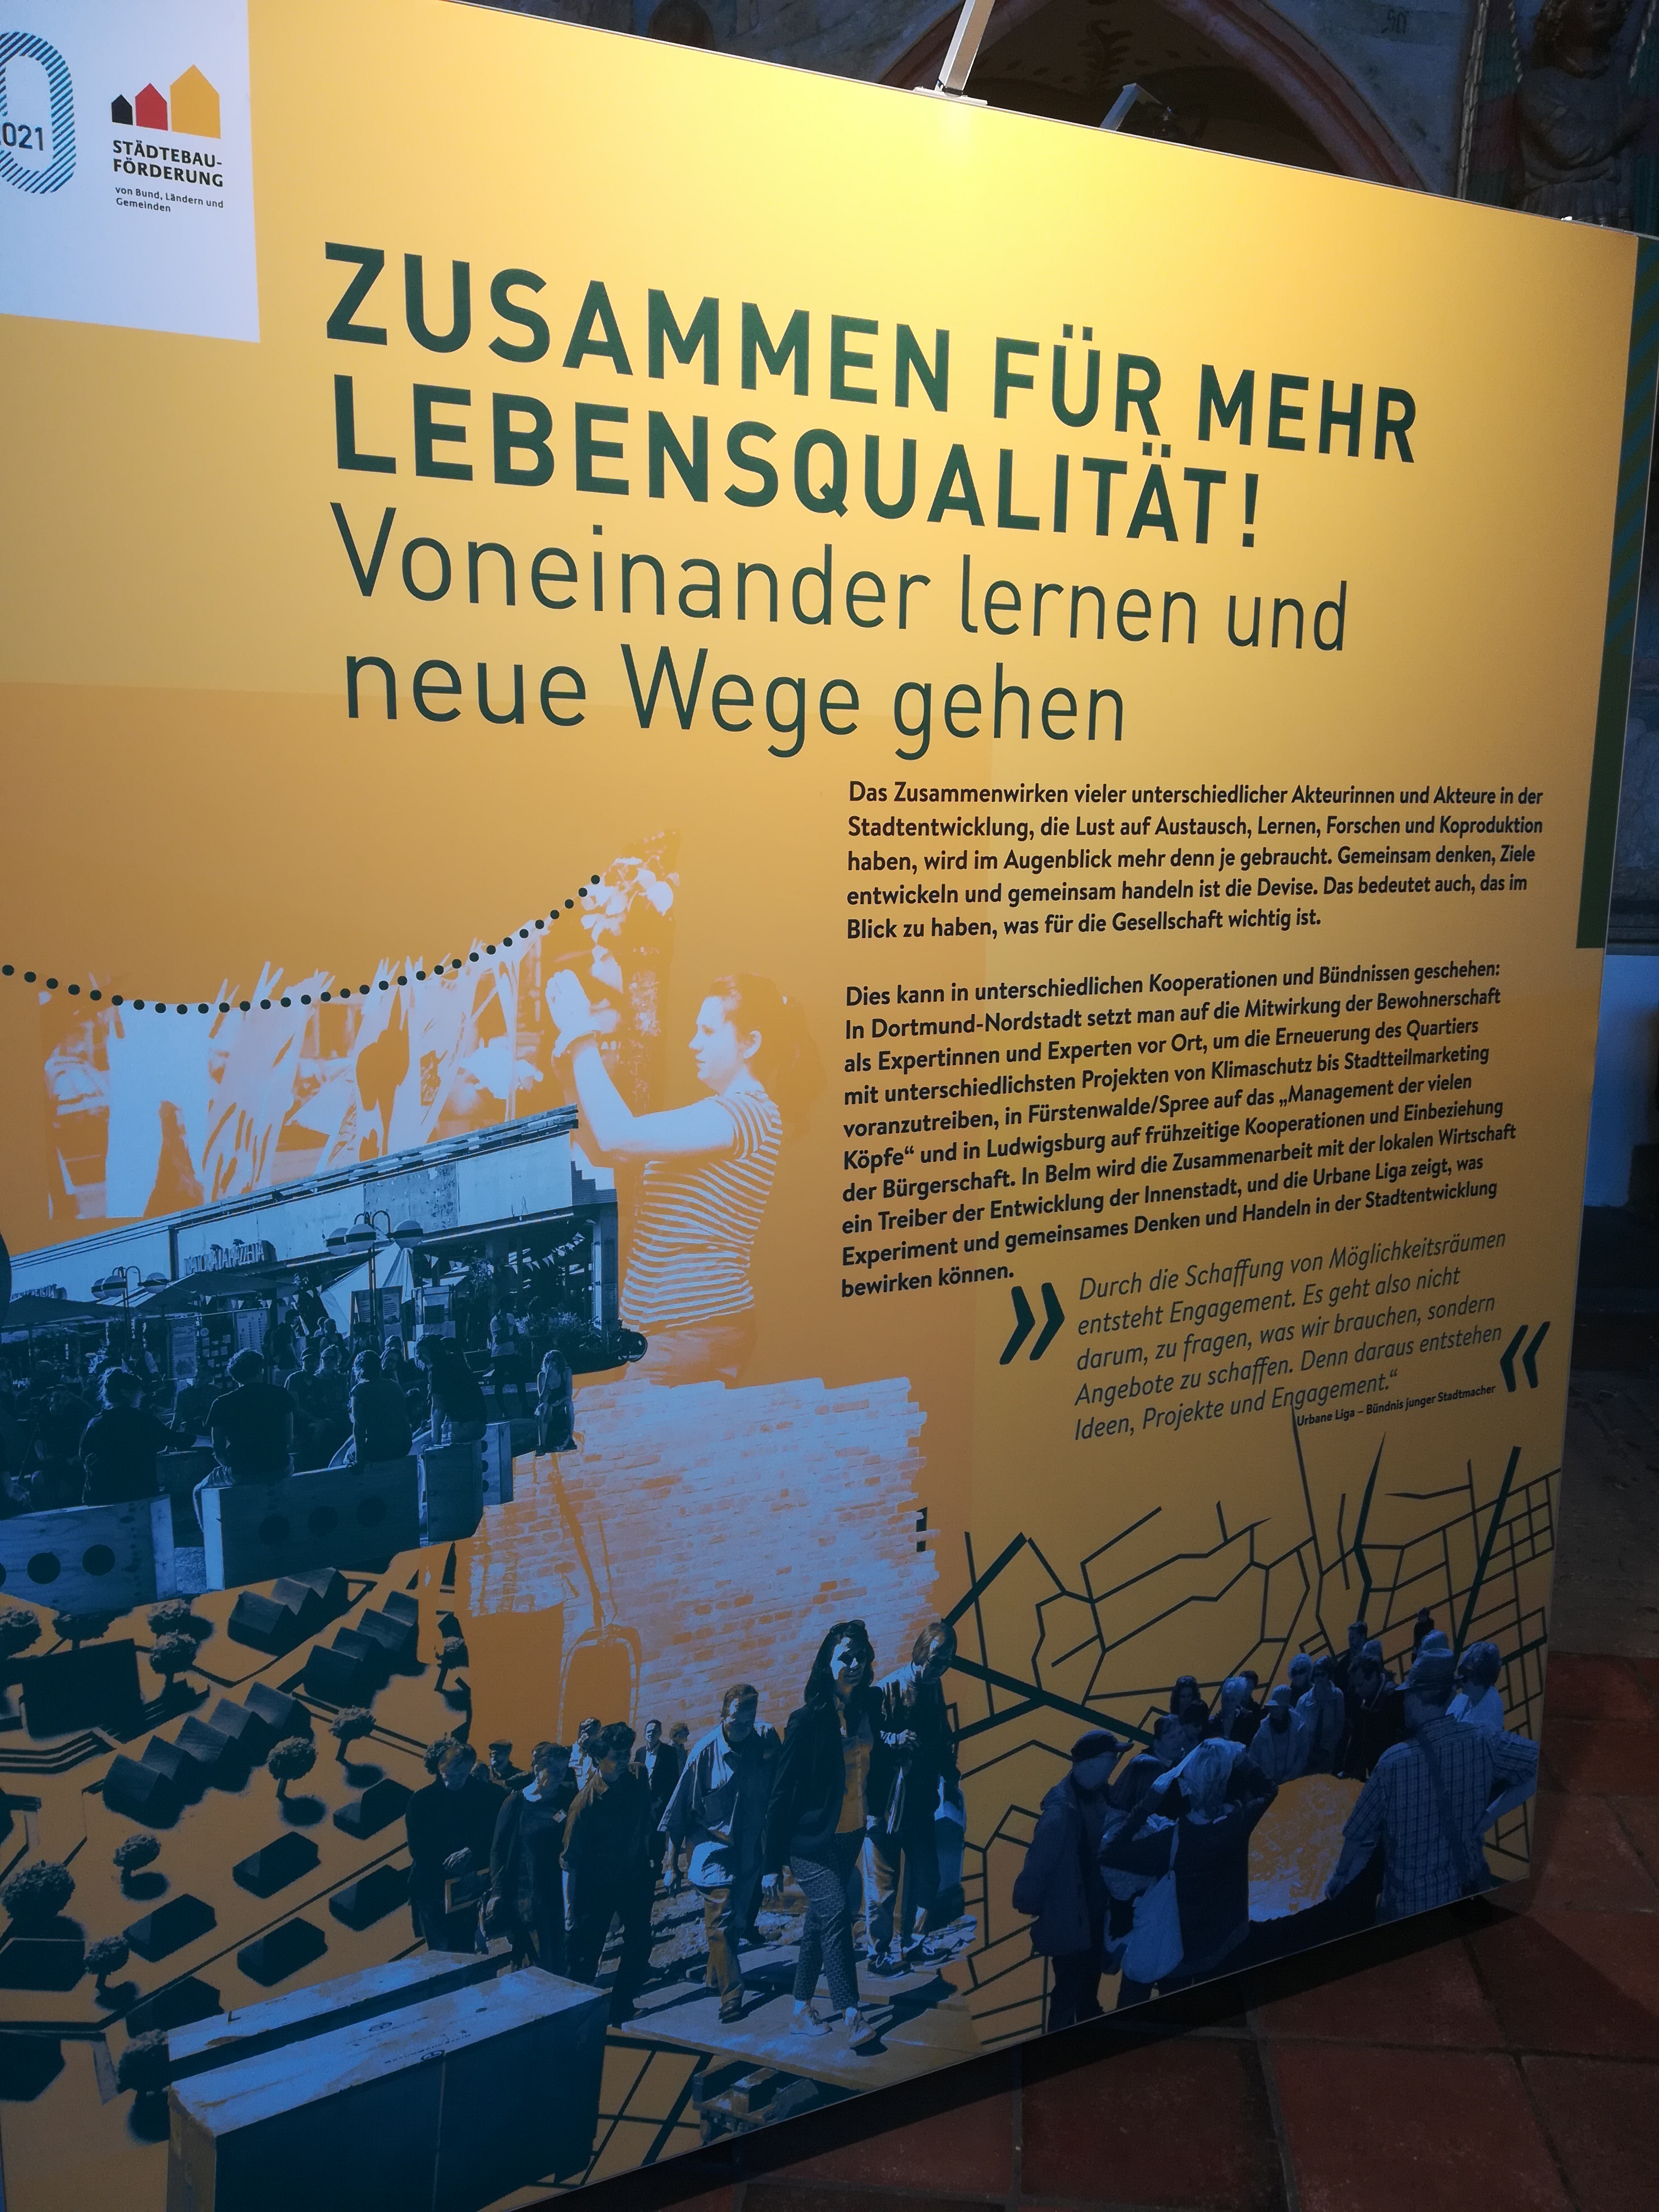 2021
STÄDTEBAU-
FÖRDERUNG
von Bund, Ländern und
Gemeinden
ZUSAMMEN FÜR MEHR
LEBENSQUALITÄT!
Voneinander lernen und
neue Wege gehen
Das Zusammenwirken vieler unterschiedlicher Akteurinnen und Akteure in der
Stadtentwicklung, die Lust auf Austausch, Lernen, Forschen und Koproduktion
haben, wird im Augenblick mehr denn je gebraucht. Gemeinsam denken, Ziele
entwickeln und gemeinsam handeln ist die Devise. Das bedeutet auch, das im
Blick zu haben, was für die Gesellschaft wichtig ist.
Dies kann in unterschiedlichen Kooperationen und Bündnissen geschehen:
In Dortmund-Nordstadt setzt man auf die Mitwirkung der Bewohnerschaft
als Expertinnen und Experten vor Ort, um die Erneuerung des Quartiers
mit unterschiedlichsten Projekten von Klimaschutz bis Stadtteilmarketing
voranzutreiben, in Fürstenwalde/Spree auf das „Management der vielen
Köpfe“ und in Ludwigsburg auf frühzeitige Kooperationen und Einbeziehung
der Bürgerschaft. In Belm wird die Zusammenarbeit mit der lokalen Wirtschaft
ein Treiber der Entwicklung der Innenstadt, und die Urbane Liga zeigt, was
Experiment und gemeinsames Denken und Handeln in der Stadtentwicklung
bewirken können.
» Durch die Schaffung von Möglichkeitsräumen
entsteht Engagement. Es geht also nicht
darum, zu fragen, was wir brauchen, sondern
Angebote zu schaffen. Denn daraus entstehen
Ideen, Projekte und Engagement.“ «
Urbane Liga – Bündnis junger Stadtmacher